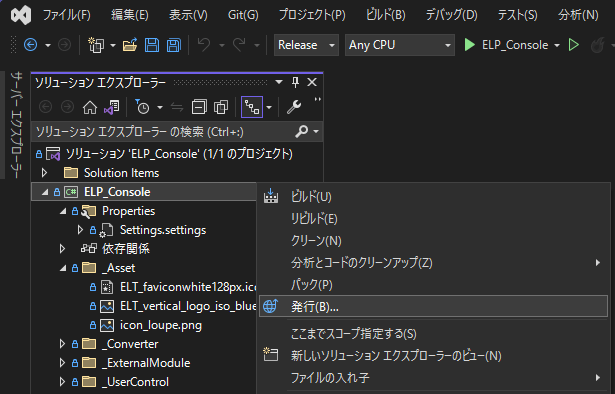 ファイル(F) 編集(E) 表示(V) Git(G) プロジェクト(P) ビルド(B) デバッグ(D) テスト(S) 分析(N)
Release Any CPU ELP_Console
サーバー エクスプローラー
ソリューション エクスプローラー
ソリューション エクスプローラー の検索 (Ctrl+:)
ソリューション 'ELP_Console' (1/1 のプロジェクト)
Solution Items
ELP_Console
Properties
Settings.settings
依存関係
_Asset
ELT_faviconwhite128px.ico
ELT_vertical_logo_iso_blue
icon_loupe.png
_Converter
_ExternalModule
_UserControl
ビルド(U)
リビルド(E)
クリーン(N)
分析とコードのクリーンアップ(Z)
パック(P)
発行(B)...
ここまでスコープ指定する(S)
新しいソリューション エクスプローラーのビュー(N)
ファイルの入れ子